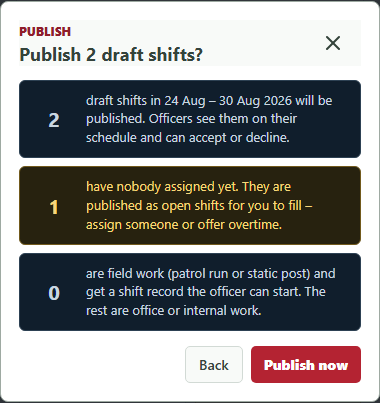 PUBLISH
Publish 2 draft shifts?
2
draft shifts in 24 Aug – 30 Aug 2026 will be
published. Officers see them on their
schedule and can accept or decline.
1
have nobody assigned yet. They are
published as open shifts for you to fill –
assign someone or offer overtime.
0
are field work (patrol run or static post) and
get a shift record the officer can start. The
rest are office or internal work.
Back
Publish now